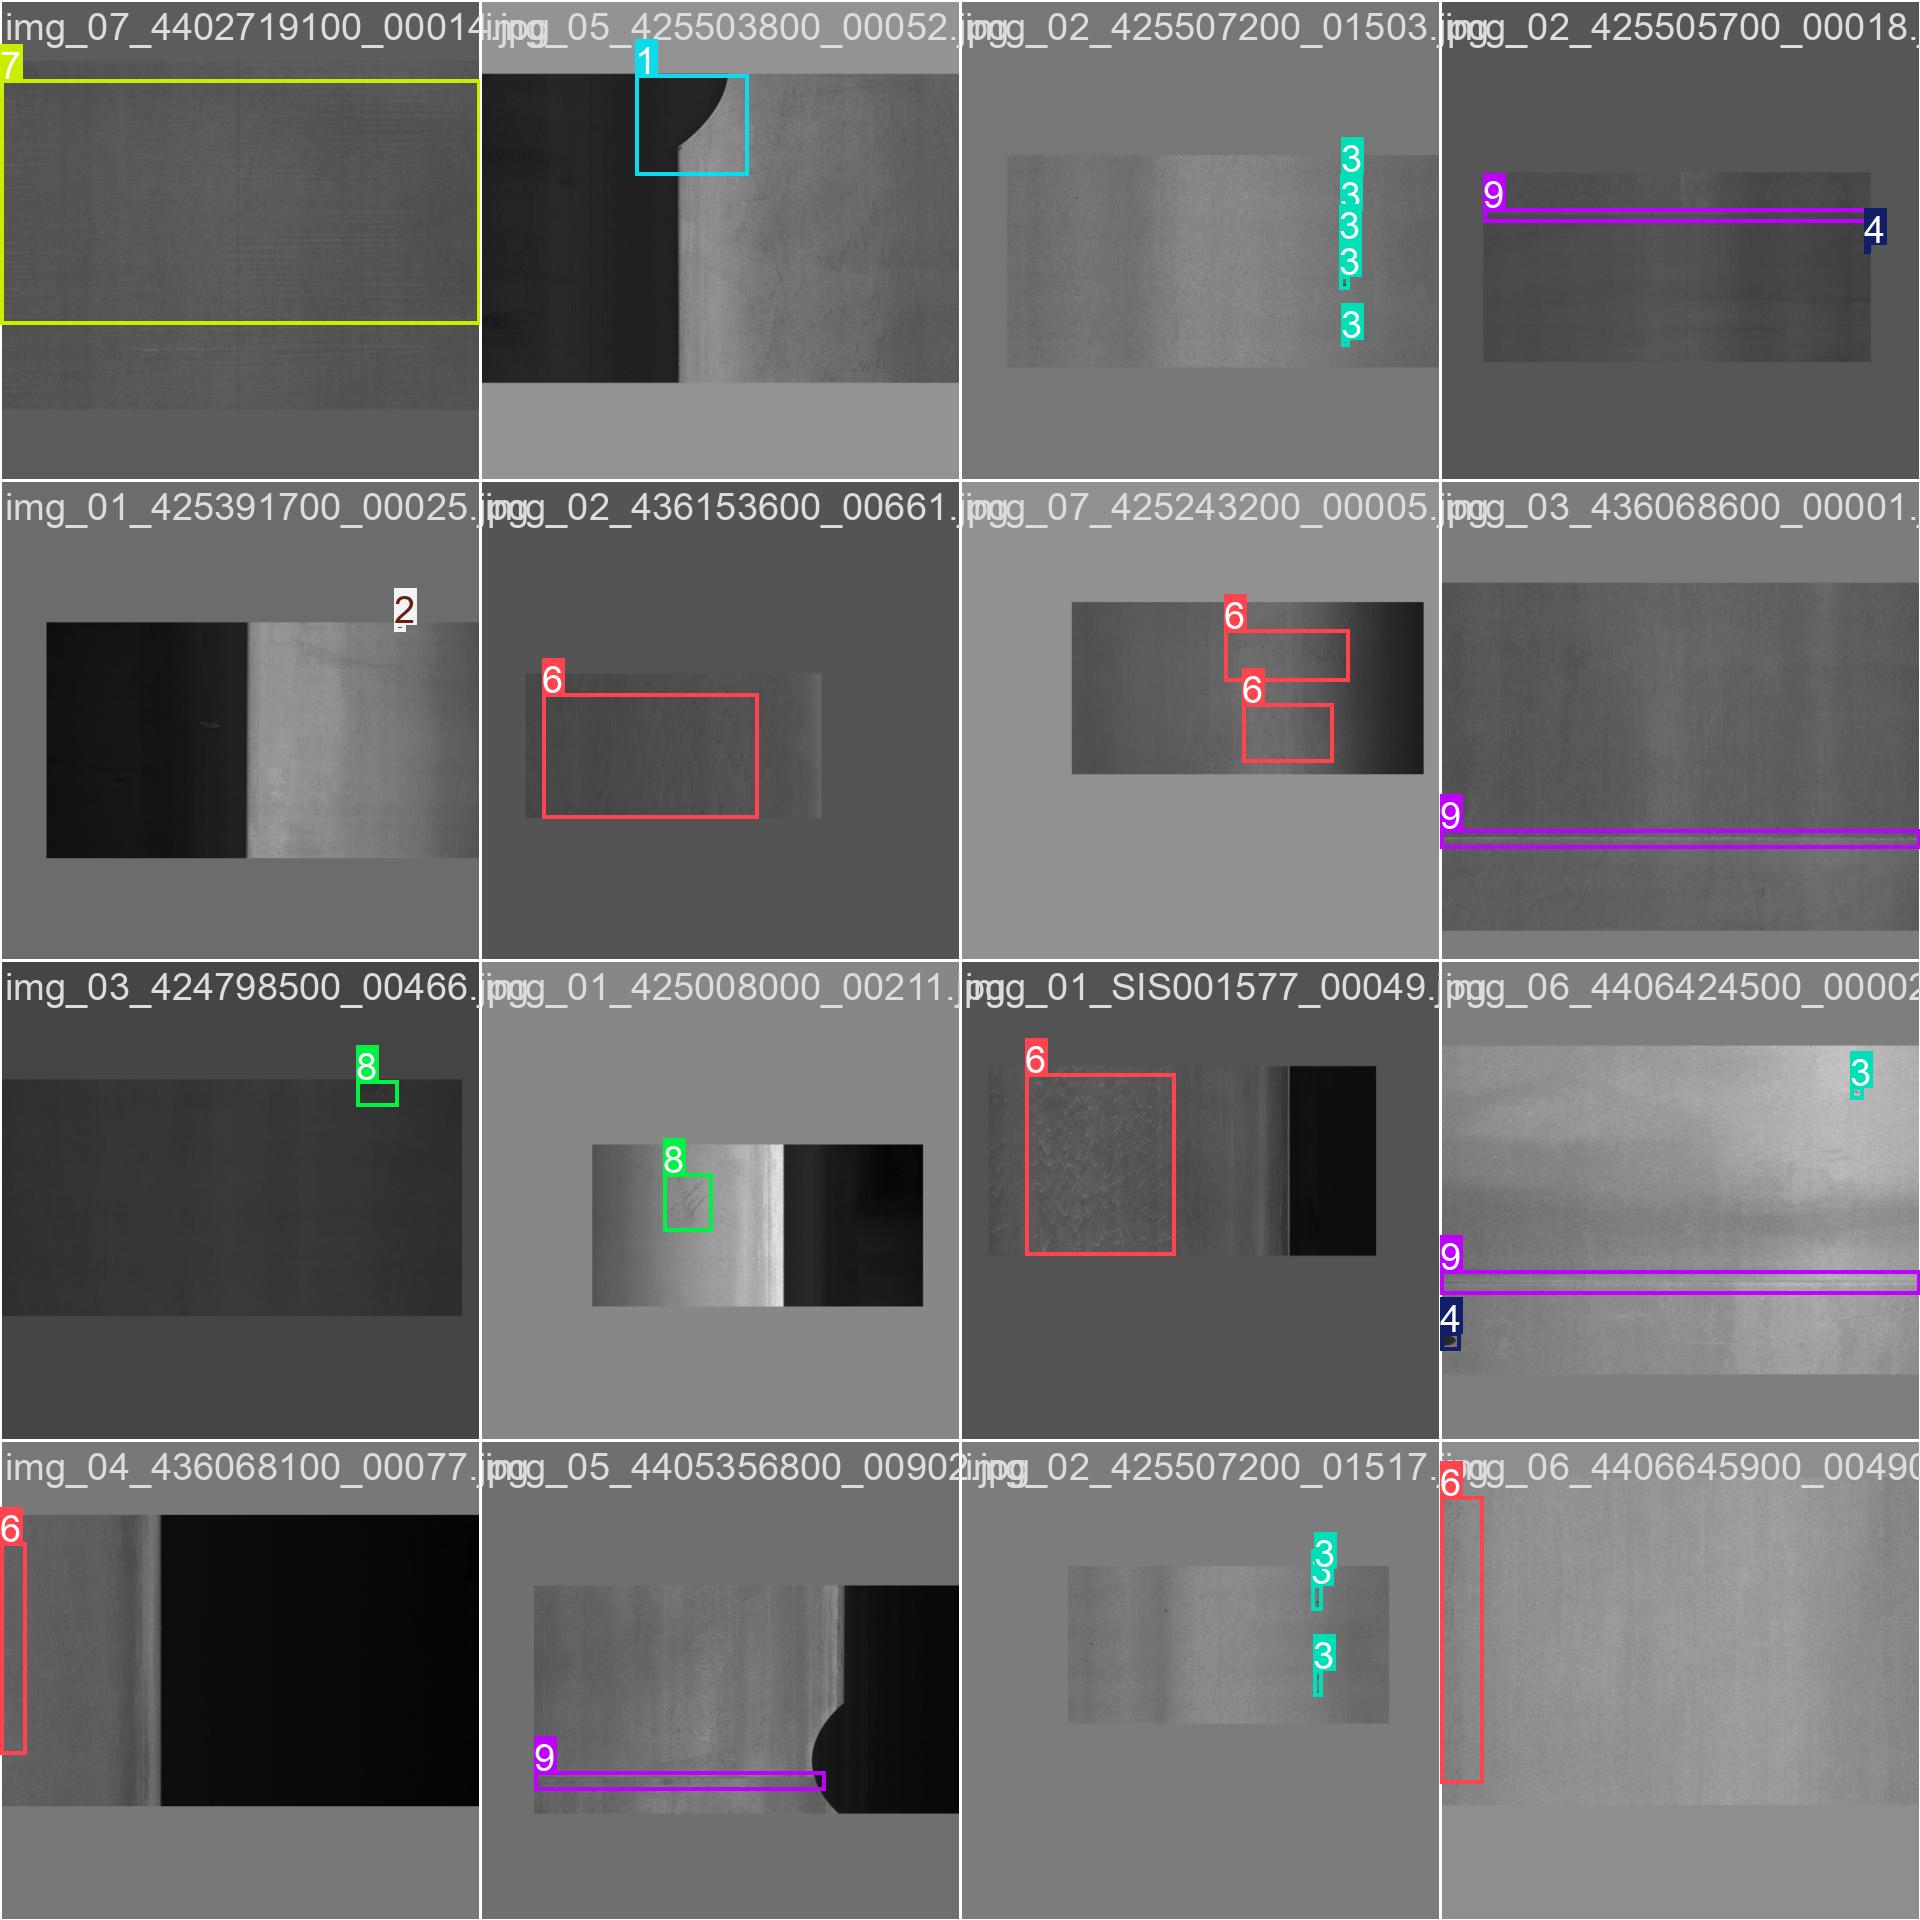 img_07_4402719100_00014.jpg
img_05_425503800_00052.jpg
img_02_425507200_01503.jpg
img_02_425505700_00018.
7
1
3
3
3
3
3
9
4
img_01_425391700_00025.jpg
img_02_436153600_00661.jpg
img_07_425243200_00005.jpg
img_03_436068600_00001.
2
6
6
6
9
img_03_424798500_00466.jpg
img_01_425008000_00211.jpg
img_01_SIS001577_00049.jpg
img_06_4406424500_00002
8
8
6
3
9
4
img_04_436068100_00077.jpg
img_05_4405356800_00902.jpg
img_02_425507200_01517.jpg
img_06_4406645900_00490
6
9
3
3
3
6